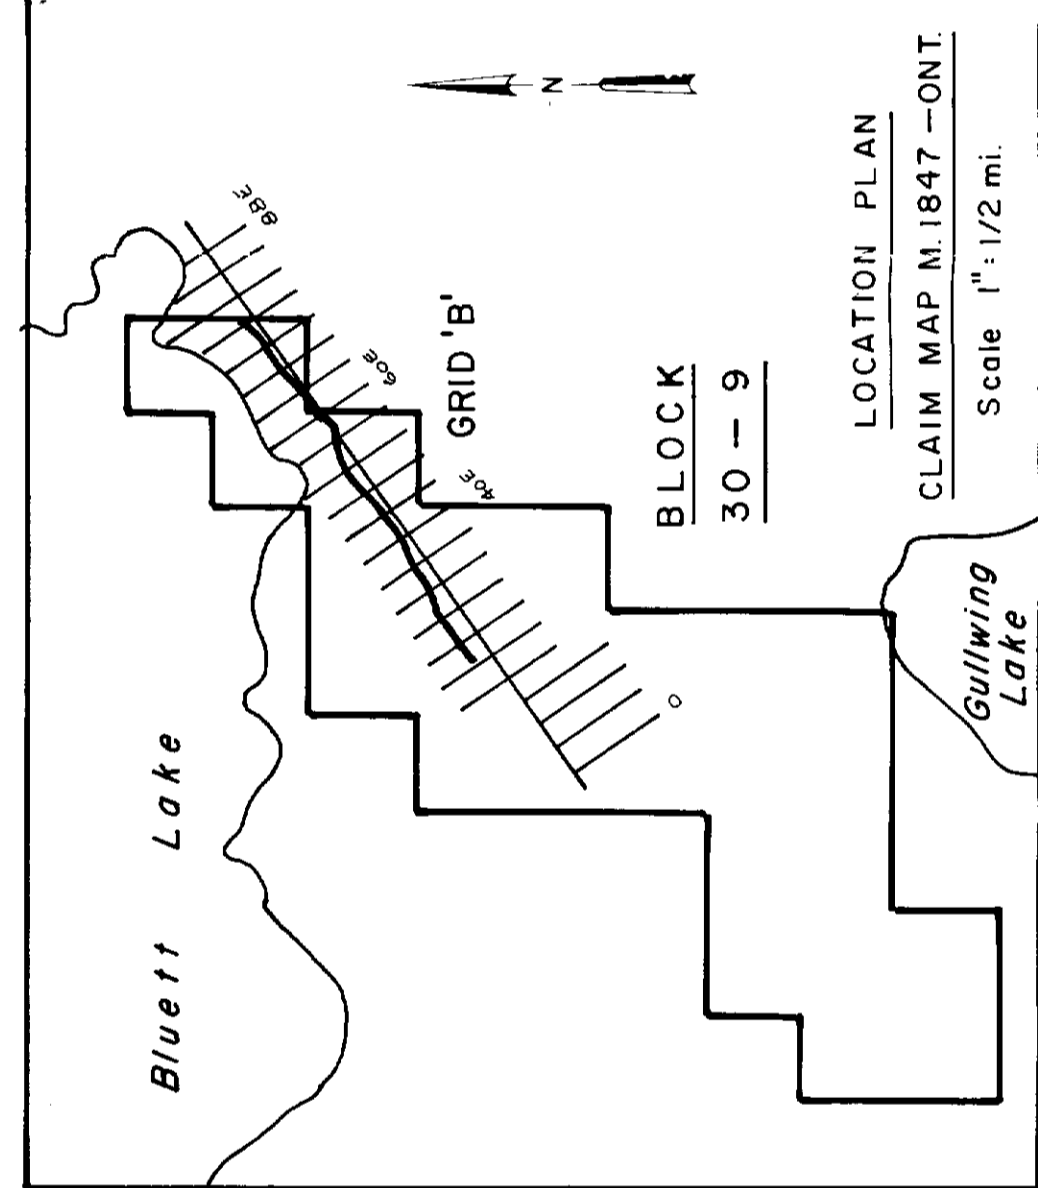 Bluett Lake
N
88E
60E
40E
0
GRID 'B'
BLOCK
30-9
Gullwing
Lake
LOCATION PLAN
CLAIM MAP M.1847-ONT.
Scale 1":1/2 mi.